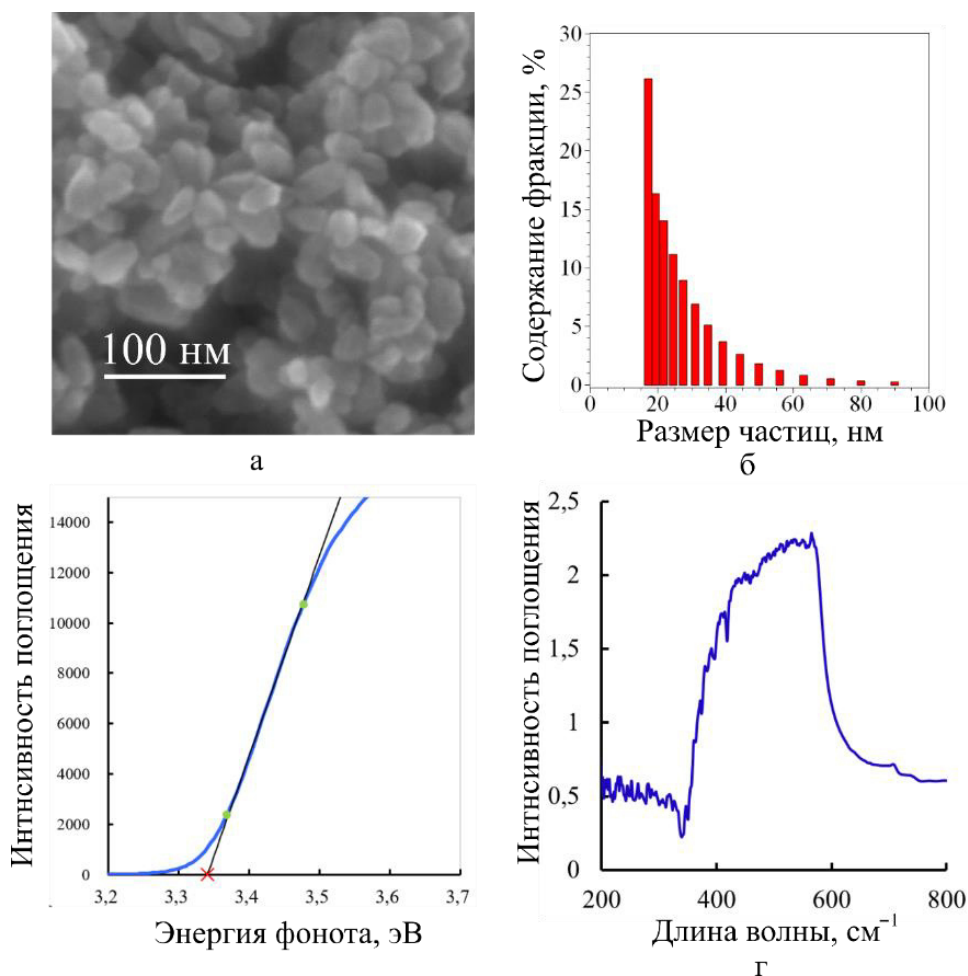 100 нм
а
Содержание фракции, %
30
25
20
15
10
5
0
0 20 40 60 80 100
Размер частиц, нм
б
Интнсивность поглощения
14000
12000
10000
8000
6000
4000
2000
0
3,2 3,3 3,4 3,5 3,6 3,7
Энергия фонота, эВ
Интнсивность поглощения
2,5
2
1,5
1
0,5
0
200 400 600 800
Длина волны, см⁻¹
г